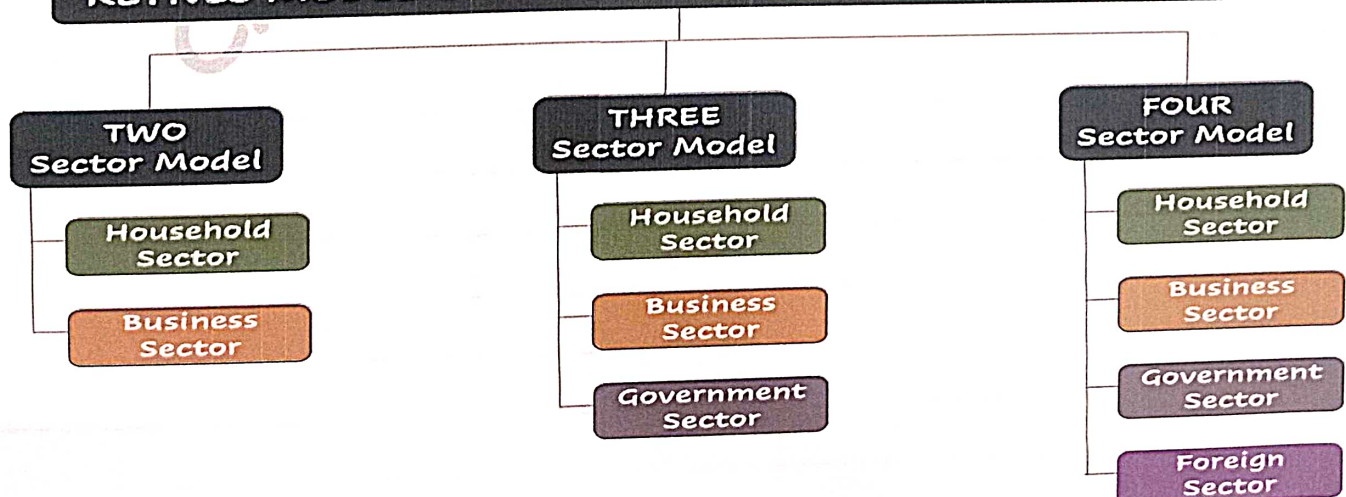 TWO
Sector Model
Household
Sector
Business
Sector
THREE
Sector Model
Household
Sector
Business
Sector
Government
Sector
FOUR
Sector Model
Household
Sector
Business
Sector
Government
Sector
Foreign
Sector